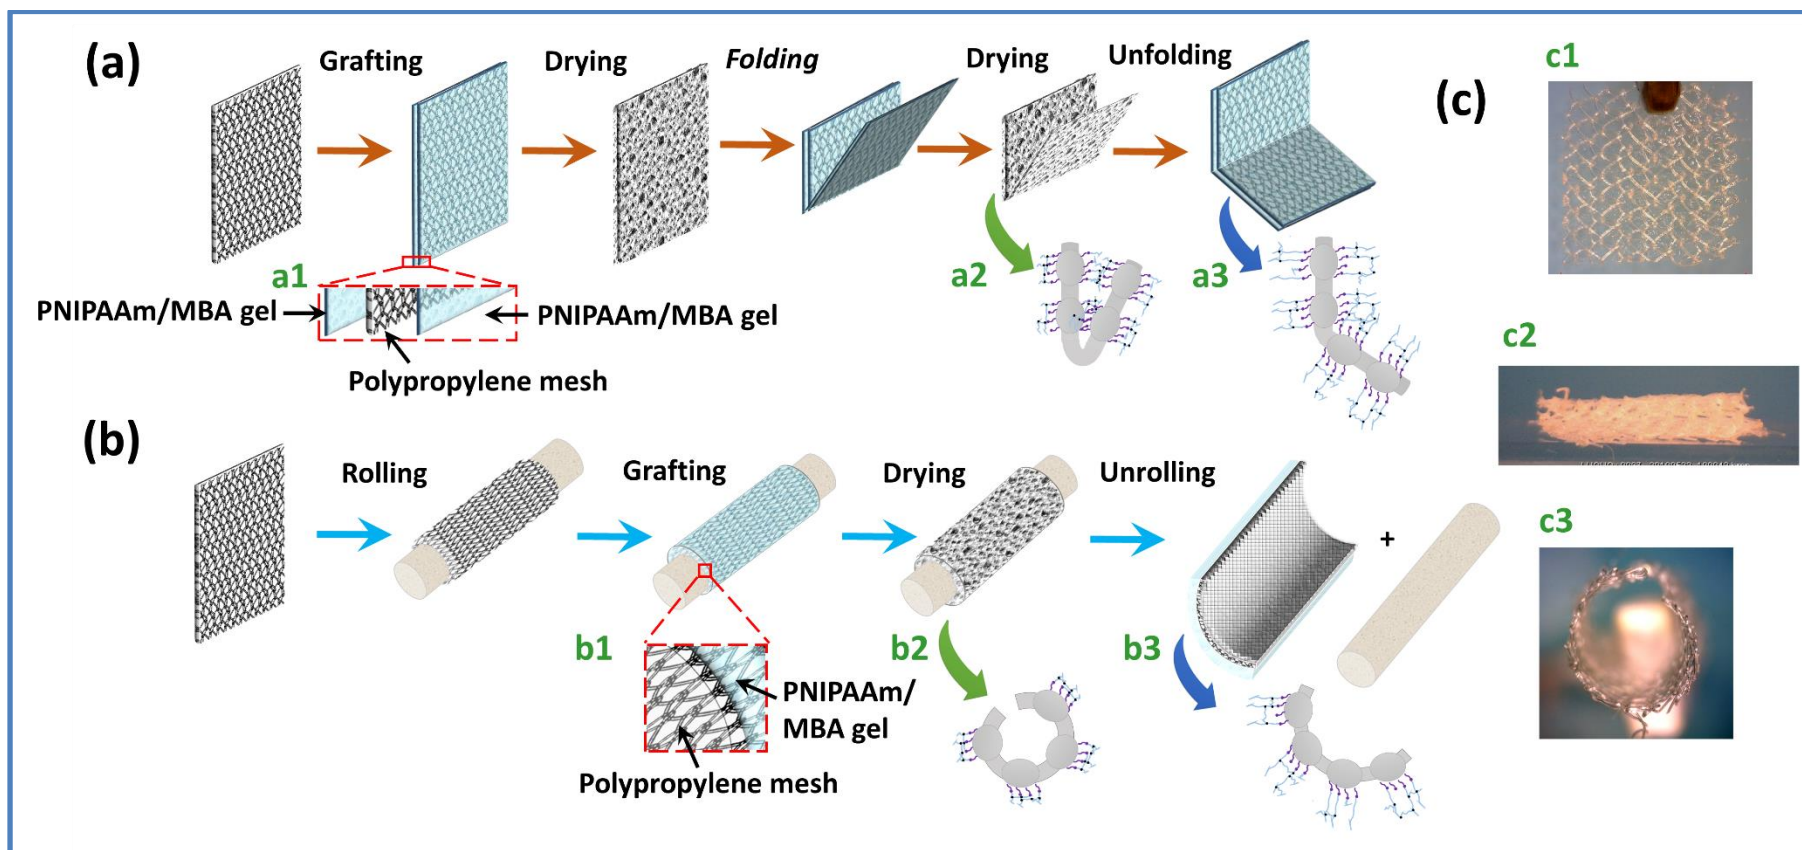 (a)
Grafting
Drying
Folding
Drying
Unfolding
a1
PNIPAAm/MBA gel
PNIPAAm/MBA gel
Polypropylene mesh
a2
a3
(b)
Rolling
Grafting
Drying
Unrolling
+
b1
PNIPAAm/
MBA gel
Polypropylene mesh
b2
b3
(c)
c1
c2
c3